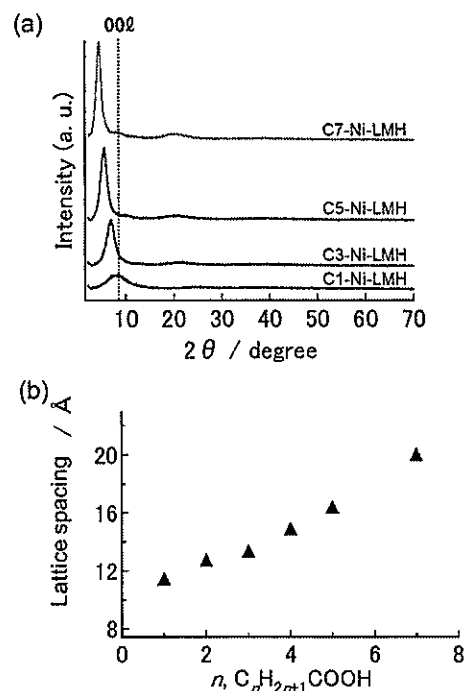 (a)
00ℓ
Intensity (a. u.)
C7-Ni-LMH
C5-Ni-LMH
C3-Ni-LMH
C1-Ni-LMH
10 20 30 40 50 60 70
2θ / degree
(b)
Lattice spacing / Å
20
16
12
8
0 2 4 6 8
n, CₙH₂ₙ₊₁COOH